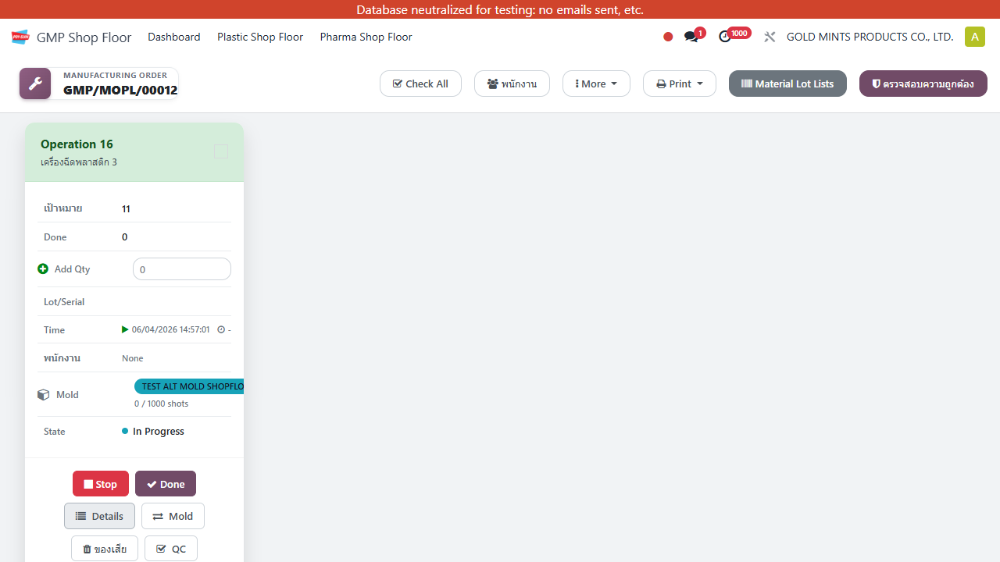 Database neutralized for testing: no emails sent, etc.
GMP Shop Floor Dashboard Plastic Shop Floor Pharma Shop Floor 1 1000 GOLD MINTS PRODUCTS CO., LTD. A
MANUFACTURING ORDER
GMP/MOPL/00012
Check All พนักงาน More Print Material Lot Lists ตรวจสอบความถูกต้อง
Operation 16
เครื่องฉีดพลาสติก 3
เป้าหมาย 11
Done 0
Add Qty 0
Lot/Serial
Time 06/04/2026 14:57:01 -
พนักงาน None
Mold TEST ALT MOLD SHOPFLO
0 / 1000 shots
State In Progress
Stop Done
Details Mold
ของเสีย QC